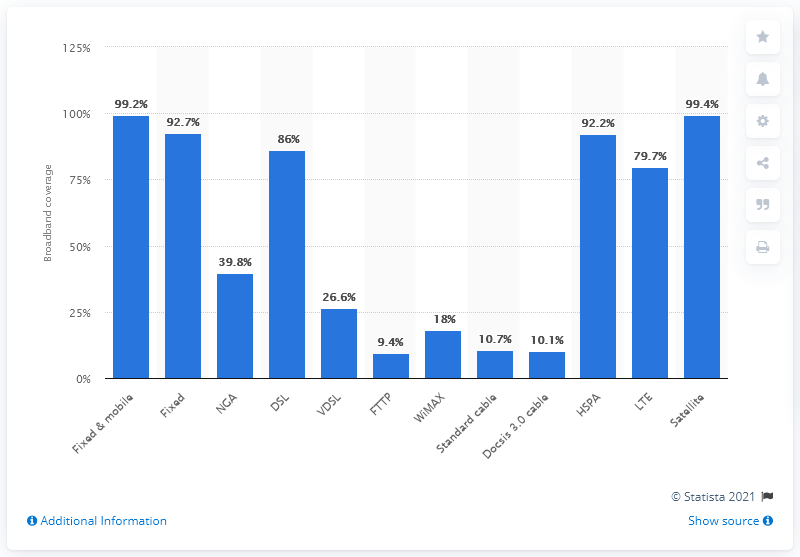 125%
100%
75%
50%
25%
0%
Broadband coverage
99.2%
92.7%
39.8%
86%
26.6%
9.4%
18%
10.7%
10.1%
92.2%
79.7%
99.4%
Fixed & mobile
Fixed
NGA
DSL
VDSL
FTTP
WiMAX
Standard cable
Docsis 3.0 cable
HSPA
LTE
Satellite
© Statista 2021
Additional Information
Show source